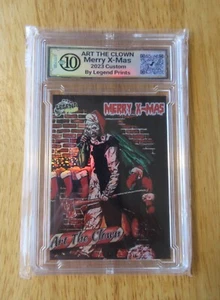 ART THE CLOWN
Merry X-Mas
2023 Custom
By Legend Prints
10
MERRY X-MAS
Art The Clown